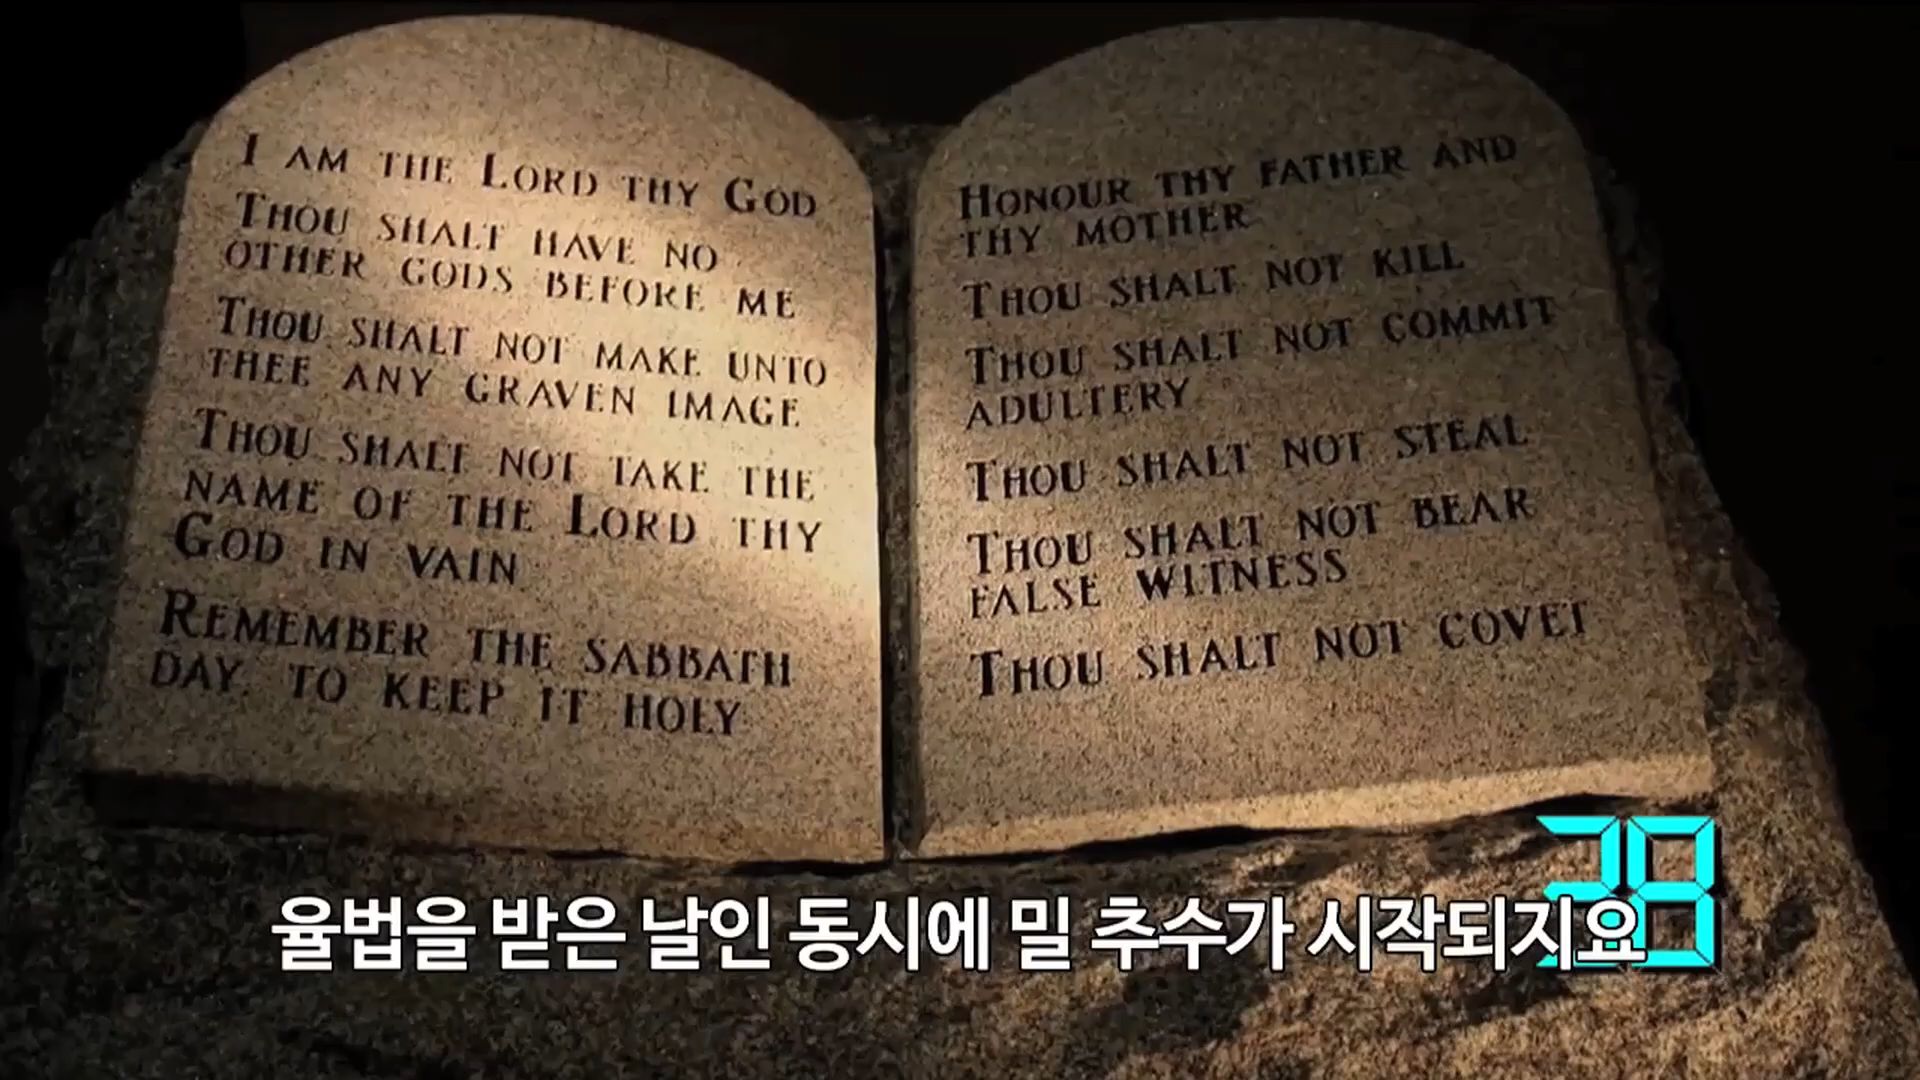 I AM THE LORD THY GOD
THOU SHALT HAVE NO
OTHER GODS BEFORE ME
THOU SHALT NOT MAKE UNTO
THEE ANY GRAVEN IMAGE
THOU SHALT NOT TAKE THE
NAME OF THE LORD THY
GOD IN VAIN
REMEMBER THE SABBATH
DAY, TO KEEP IT HOLY
HONOUR THY FATHER AND
THY MOTHER
THOU SHALT NOT KILL
THOU SHALT NOT COMMIT
ADULTERY
THOU SHALT NOT STEAL
THOU SHALT NOT BEAR
FALSE WITNESS
THOU SHALT NOT COVET
율법을 받은 날인 동시에 밀 추수가 시작되지요